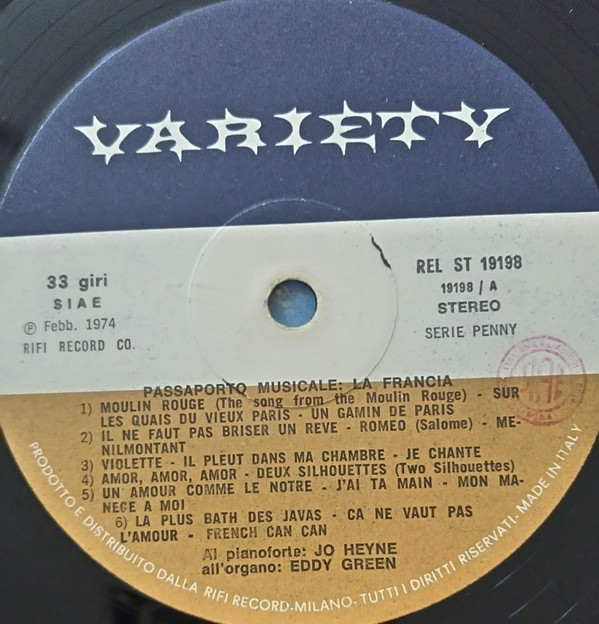 VARIETY
33 giri
SIAE
℗ Febb. 1974
RIFI RECORD CO.
REL ST 19198
19198 / A
STEREO
SERIE PENNY
PASSAPORTO MUSICALE: LA FRANCIA
1) MOULIN ROUGE (The song from the Moulin Rouge) - SUR
LES QUAIS DU VIEUX PARIS - UN GAMIN DE PARIS
2) IL NE FAUT PAS BRISER UN REVE - ROMEO (Salome) - ME-
NILMONTANT
3) VIOLETTE - IL PLEUT DANS MA CHAMBRE - JE CHANTE
4) AMOR, AMOR, AMOR - DEUX SILHOUETTES (Two Silhouettes)
5) UN AMOUR COMME LE NOTRE - J'AI TA MAIN - MON MA-
NEGE A MOI
6) LA PLUS BATH DES JAVAS - CA NE VAUT PAS
L'AMOUR - FRENCH CAN CAN
Al pianoforte: JO HEYNE
all'organo: EDDY GREEN
PRODOTTO E DISTRIBUITO DALLA RIFI RECORD-MILANO-TUTTI I DIRITTI RISERVATI-MADE IN ITALY